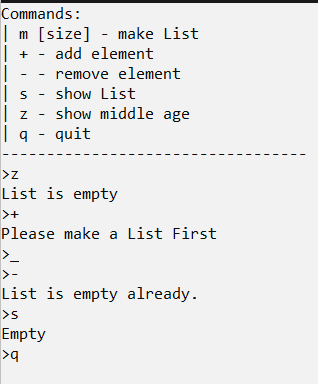 Commands:
| m [size] - make List
| + - add element
| - - remove element
| s - show List
| z - show middle age
| q - quit
----------------------------------
>z
List is empty
>+
Please make a List First
>_
>-
List is empty already.
>s
Empty
>q